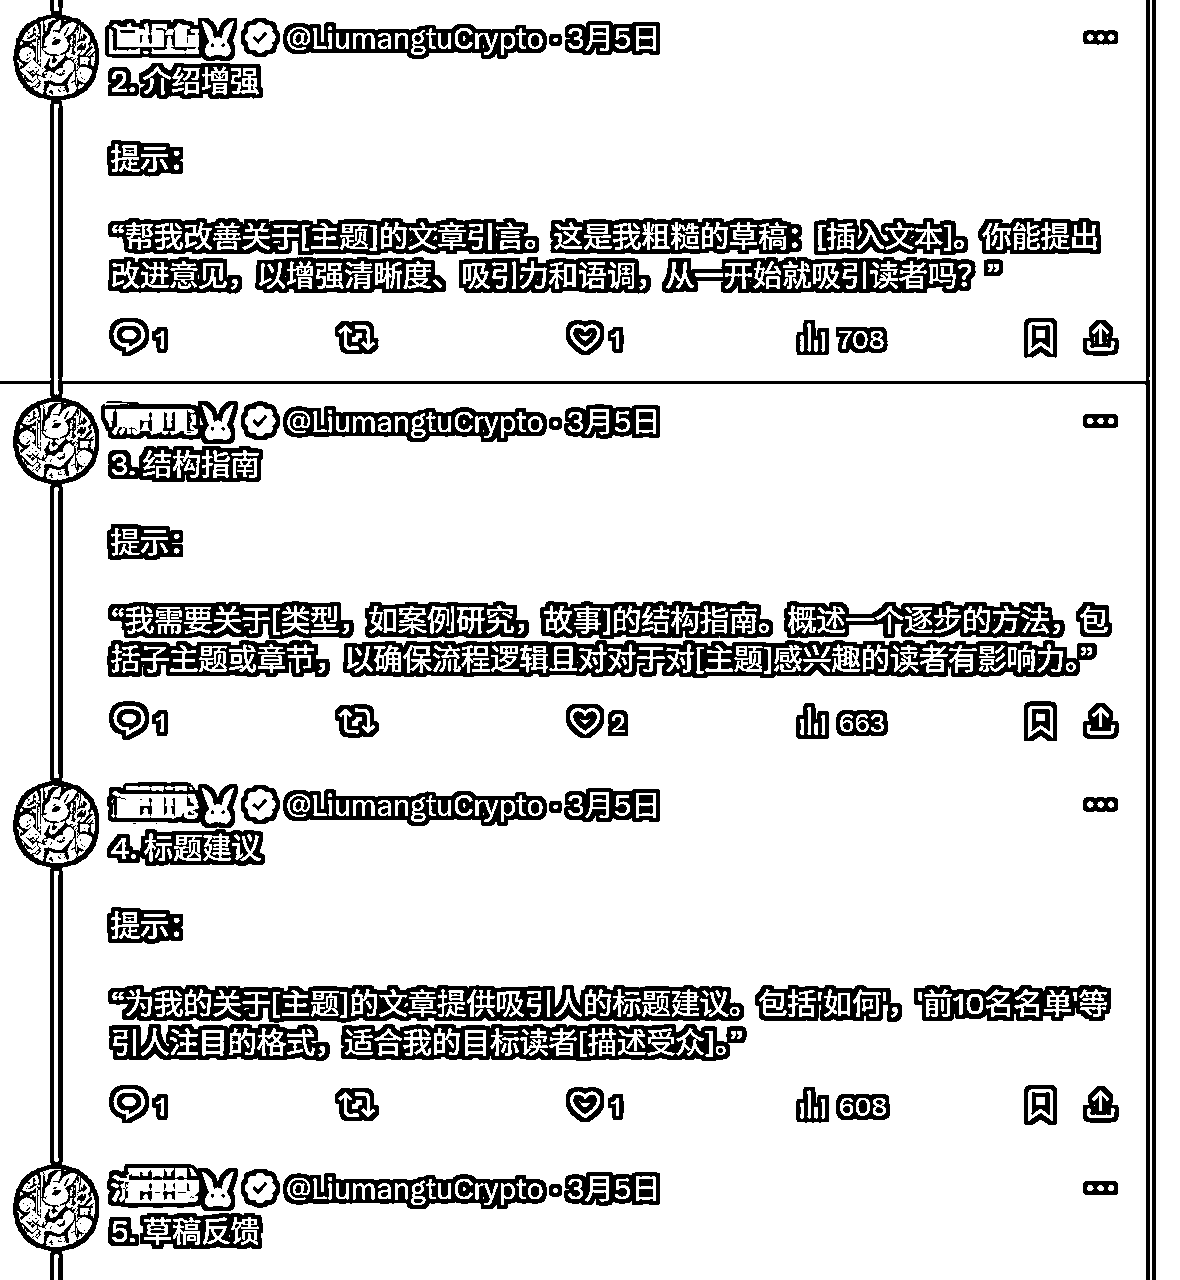 @LiumangtuCrypto · 3月5日
2. 介绍增强
提示：
“帮我改善关于[主题]的文章引言。这是我粗糙的草稿：[插入文本]。你能提出
改进意见，以增强清晰度、吸引力和语调，从一开始就吸引读者吗？”
1 1 708
@LiumangtuCrypto · 3月5日
3. 结构指南
提示：
“我需要关于[类型，如案例研究，故事]的结构指南。概述一个逐步的方法，包
括子主题或章节，以确保流程逻辑且对对于对[主题]感兴趣的读者有影响力。”
1 2 663
@LiumangtuCrypto · 3月5日
4. 标题建议
提示：
“为我的关于[主题]的文章提供吸引人的标题建议。包括'如何'，'前10名名单'等
引人注目的格式，适合我的目标读者[描述受众]。”
1 1 608
@LiumangtuCrypto · 3月5日
5. 草稿反馈